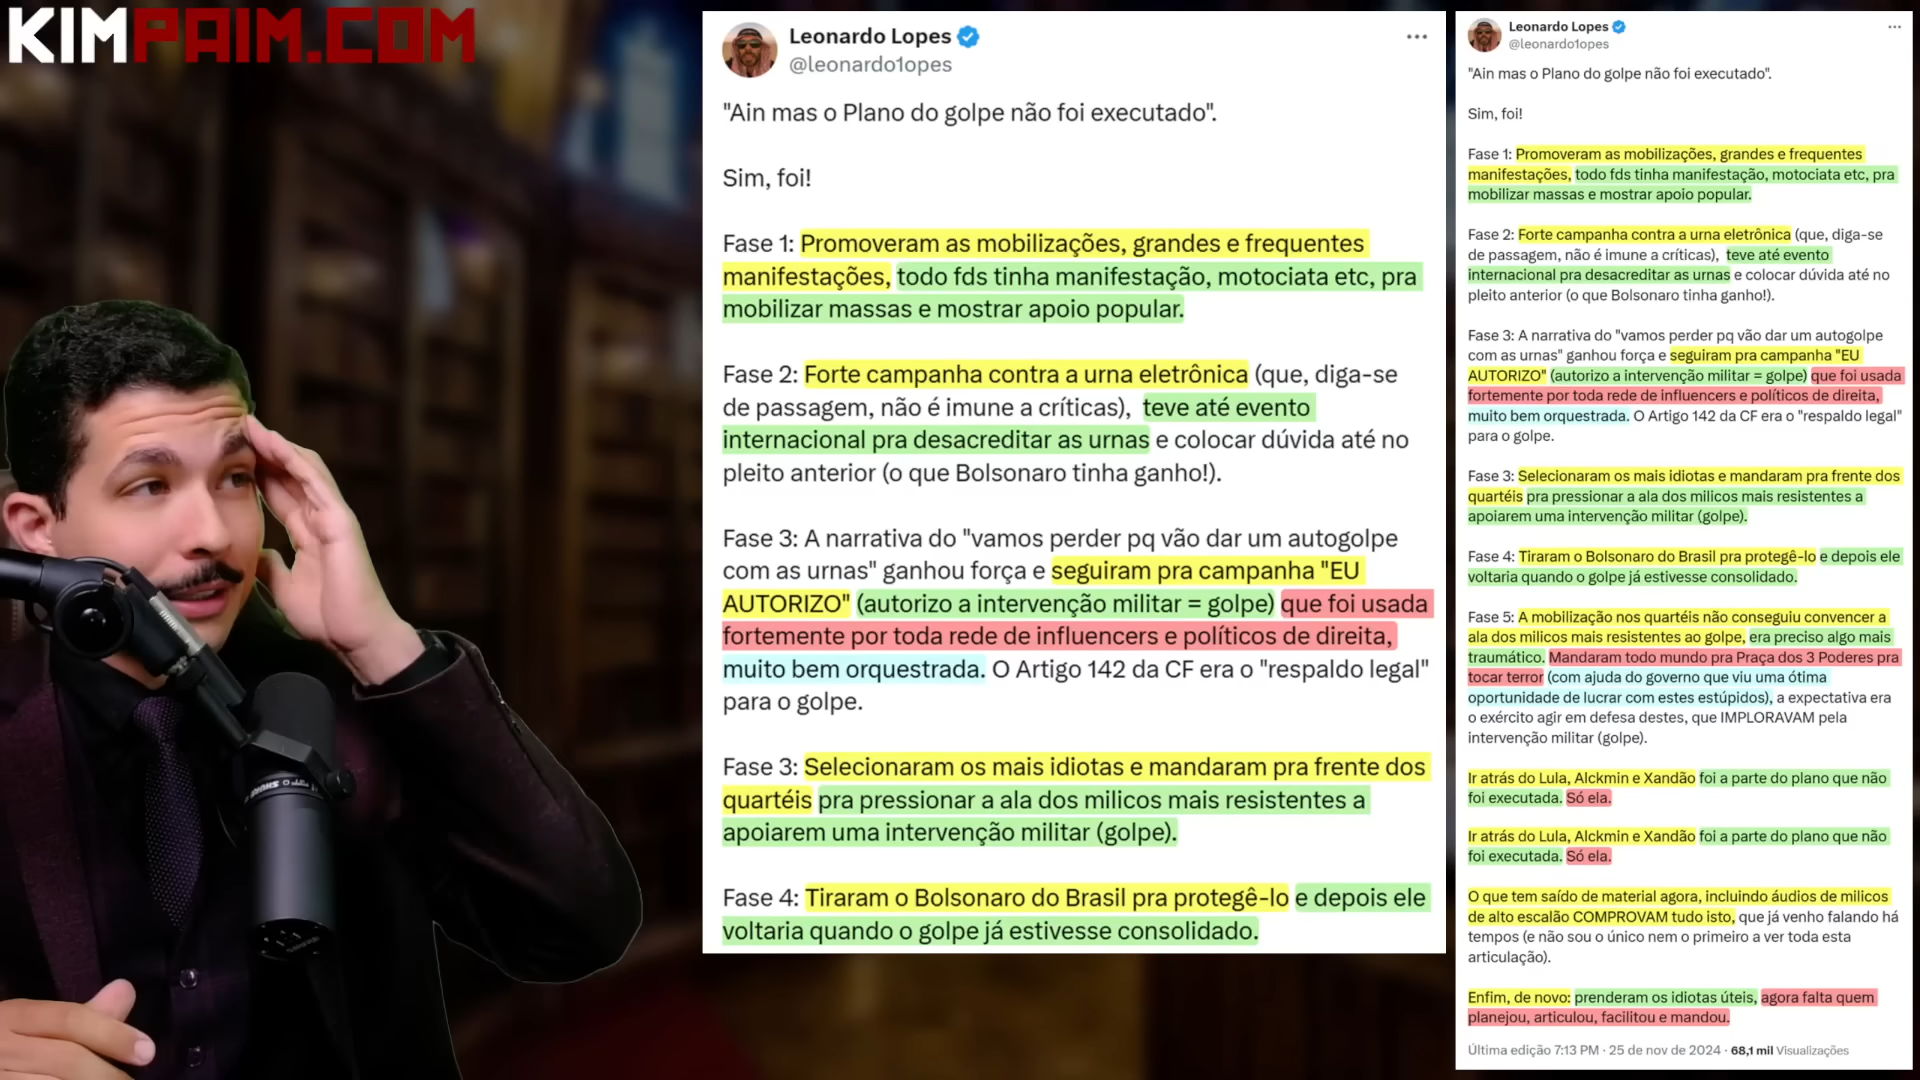 KIMPAIM.COM
Leonardo Lopes
@leonardo1opes
"Ain mas o Plano do golpe não foi executado".
Sim, foi!
Fase 1: Promoveram as mobilizações, grandes e frequentes
manifestações, todo fds tinha manifestação, motociata etc, pra
mobilizar massas e mostrar apoio popular.
Fase 2: Forte campanha contra a urna eletrônica (que, diga-se
de passagem, não é imune a críticas), teve até evento
internacional pra desacreditar as urnas e colocar dúvida até no
pleito anterior (o que Bolsonaro tinha ganho!).
Fase 3: A narrativa do "vamos perder pq vão dar um autogolpe
com as urnas" ganhou força e seguiram pra campanha "EU
AUTORIZO" (autorizo a intervenção militar = golpe) que foi usada
fortemente por toda rede de influencers e políticos de direita,
muito bem orquestrada. O Artigo 142 da CF era o "respaldo legal"
para o golpe.
Fase 3: Selecionaram os mais idiotas e mandaram pra frente dos
quartéis pra pressionar a ala dos milicos mais resistentes a
apoiarem uma intervenção militar (golpe).
Fase 4: Tiraram o Bolsonaro do Brasil pra protegê-lo e depois ele
voltaria quando o golpe já estivesse consolidado.
Leonardo Lopes
@leonardo1opes
"Ain mas o Plano do golpe não foi executado".
Sim, foi!
Fase 1: Promoveram as mobilizações, grandes e frequentes
manifestações, todo fds tinha manifestação, motociata etc, pra
mobilizar massas e mostrar apoio popular.
Fase 2: Forte campanha contra a urna eletrônica (que, diga-se
de passagem, não é imune a críticas), teve até evento
internacional pra desacreditar as urnas e colocar dúvida até no
pleito anterior (o que Bolsonaro tinha ganho!).
Fase 3: A narrativa do "vamos perder pq vão dar um autogolpe
com as urnas" ganhou força e seguiram pra campanha "EU
AUTORIZO" (autorizo a intervenção militar = golpe) que foi usada
fortemente por toda rede de influencers e políticos de direita,
muito bem orquestrada. O Artigo 142 da CF era o "respaldo legal"
para o golpe.
Fase 3: Selecionaram os mais idiotas e mandaram pra frente dos
quartéis pra pressionar a ala dos milicos mais resistentes a
apoiarem uma intervenção militar (golpe).
Fase 4: Tiraram o Bolsonaro do Brasil pra protegê-lo e depois ele
voltaria quando o golpe já estivesse consolidado.
Fase 5: A mobilização nos quartéis não conseguiu convencer a
ala dos milicos mais resistentes ao golpe, era preciso algo mais
traumático. Mandaram todo mundo pra Praça dos 3 Poderes pra
tocar terror (com ajuda do governo que viu uma ótima
oportunidade de lucrar com estes estúpidos), a expectativa era
o exército agir em defesa destes, que IMPLORAVAM pela
intervenção militar (golpe).
Ir atrás do Lula, Alckmin e Xandão foi a parte do plano que não
foi executada. Só ela.
Ir atrás do Lula, Alckmin e Xandão foi a parte do plano que não
foi executada. Só ela.
O que tem saído de material agora, incluindo áudios de milicos
de alto escalão COMPROVAM tudo isto, que já venho falando há
tempos (e não sou o único nem o primeiro a ver toda esta
articulação).
Enfim, de novo: prenderam os idiotas úteis, agora falta quem
planejou, articulou, facilitou e mandou.
Última edição 7:13 PM · 25 de nov de 2024 · 68,1 mil Visualizações